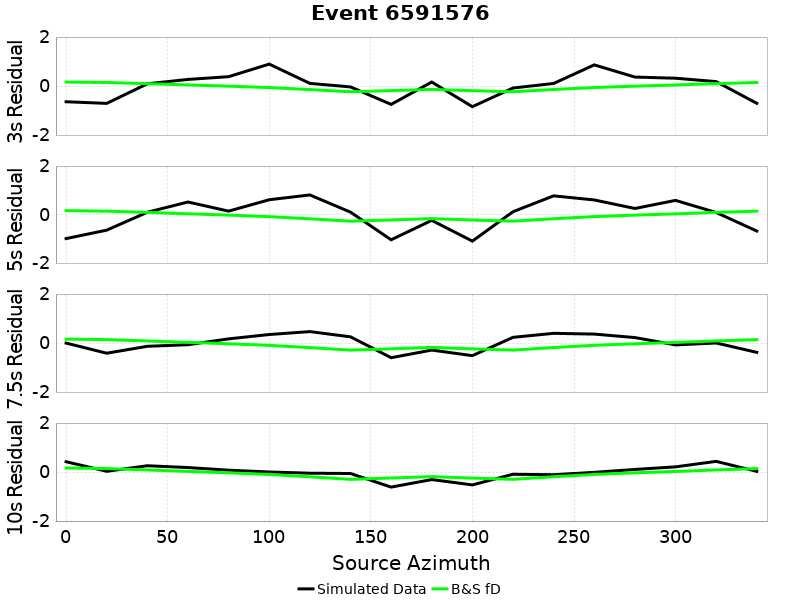 Event 6591576
3s Residual
2
0
-2
5s Residual
2
0
-2
7.5s Residual
2
0
-2
10s Residual
2
0
-2
0 50 100 150 200 250 300
Source Azimuth
Simulated Data B&S fD